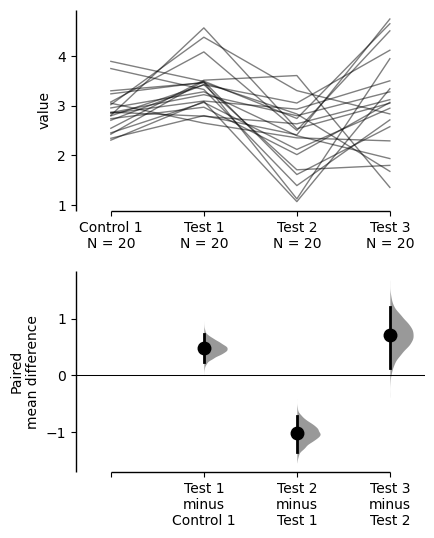 value
4
3
2
1
Control 1 Test 1 Test 2 Test 3
N = 20 N = 20 N = 20 N = 20
Paired
mean difference
1
0
−1
Test 1 Test 2 Test 3
minus minus minus
Control 1 Test 1 Test 2